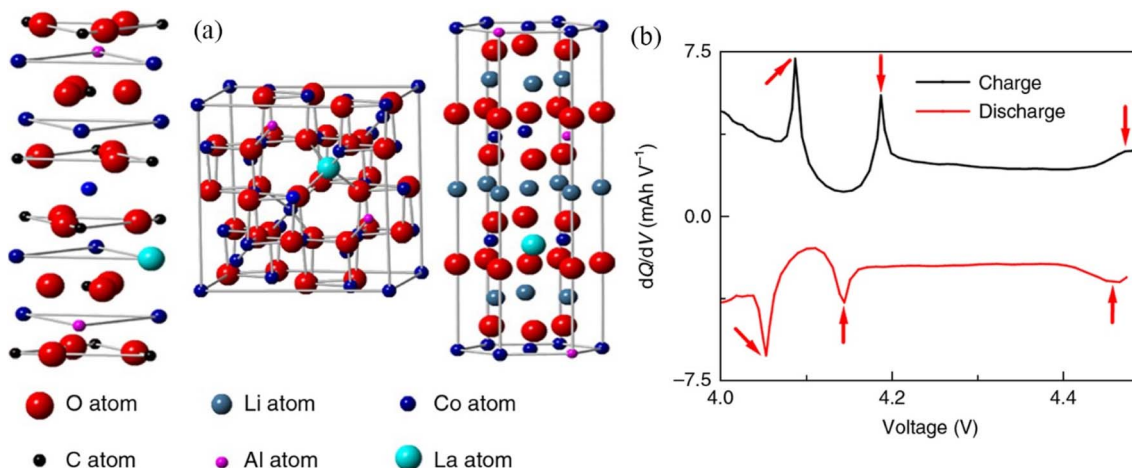 (a)
(b)
O atom
Li atom
Co atom
C atom
Al atom
La atom
7.5
0.0
−7.5
dQ/dV (mAh V⁻¹)
Charge
Discharge
4.0
4.2
4.4
Voltage (V)